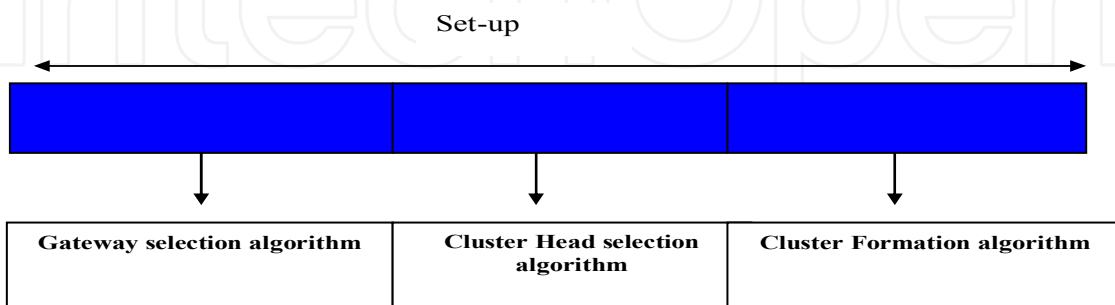 Set-up
Gateway selection algorithm
Cluster Head selection
algorithm
Cluster Formation algorithm